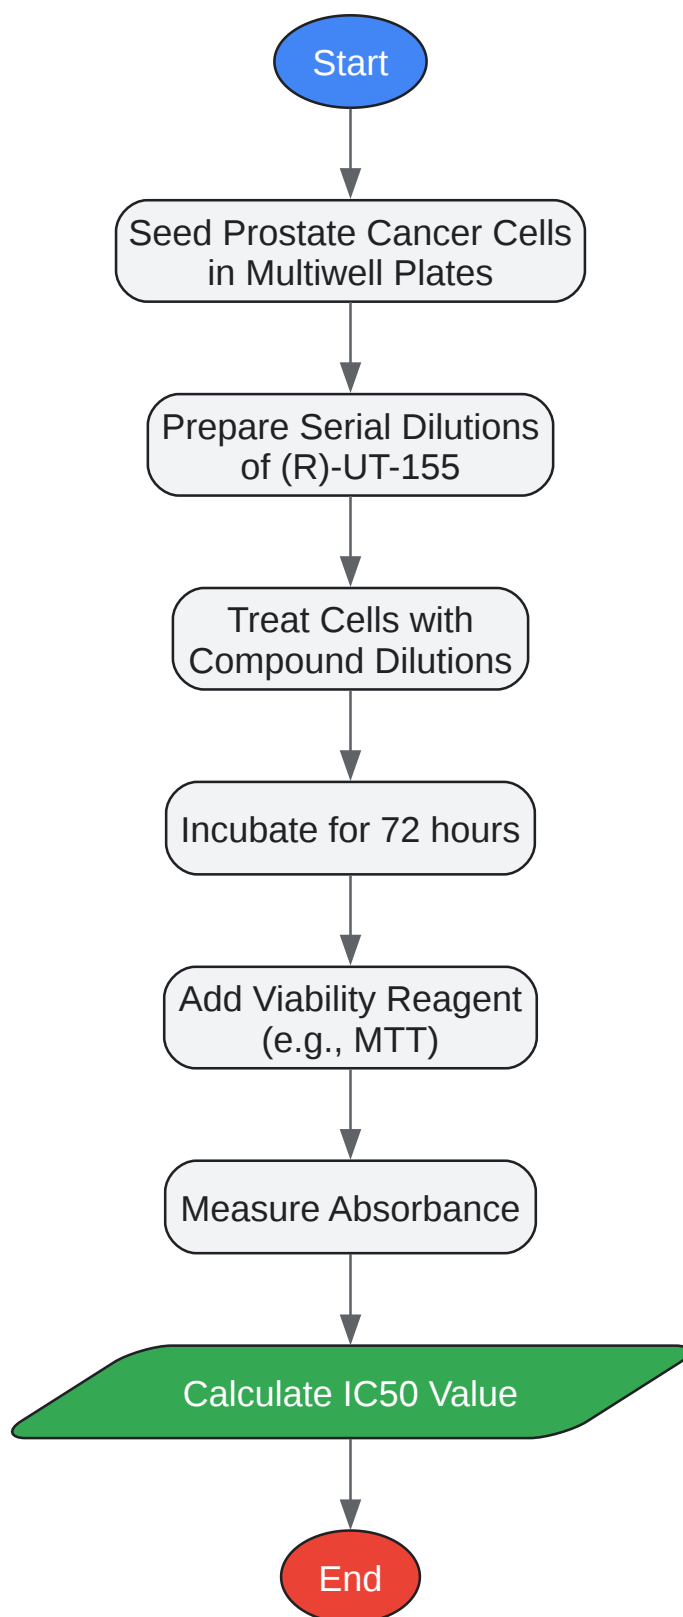 Start
Seed Prostate Cancer Cells
in Multiwell Plates
Prepare Serial Dilutions
of (R)-UT-155
Treat Cells with
Compound Dilutions
Incubate for 72 hours
Add Viability Reagent
(e.g., MTT)
Measure Absorbance
Calculate IC50 Value
End